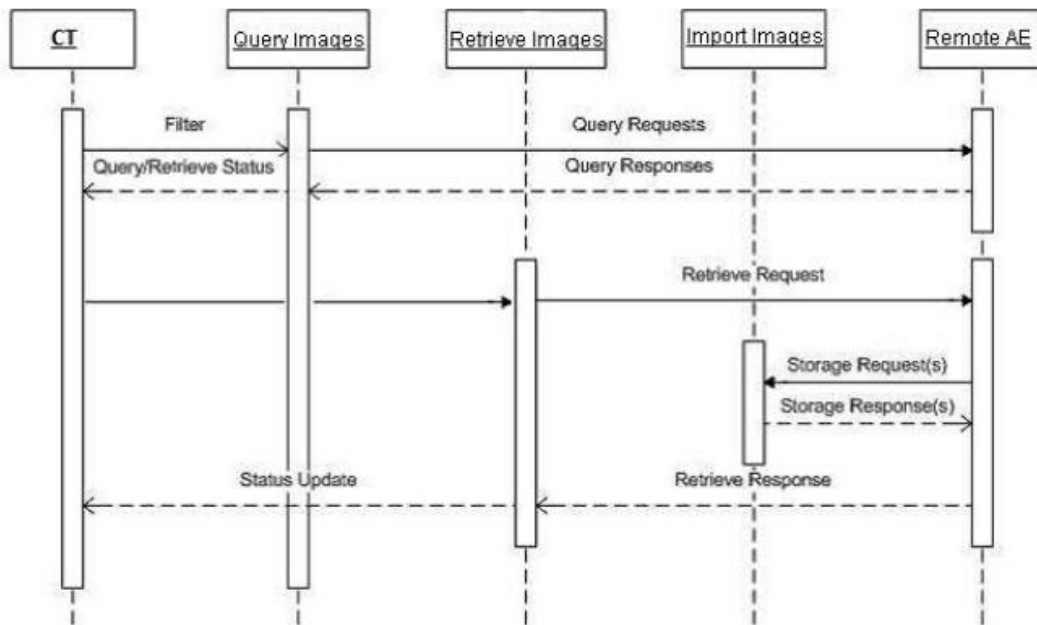 CT
Query Images
Retrieve Images
Import Images
Remote AE
Filter
Query Requests
Query/Retrieve Status
Query Responses
Retrieve Request
Storage Request(s)
Storage Response(s)
Status Update
Retrieve Response